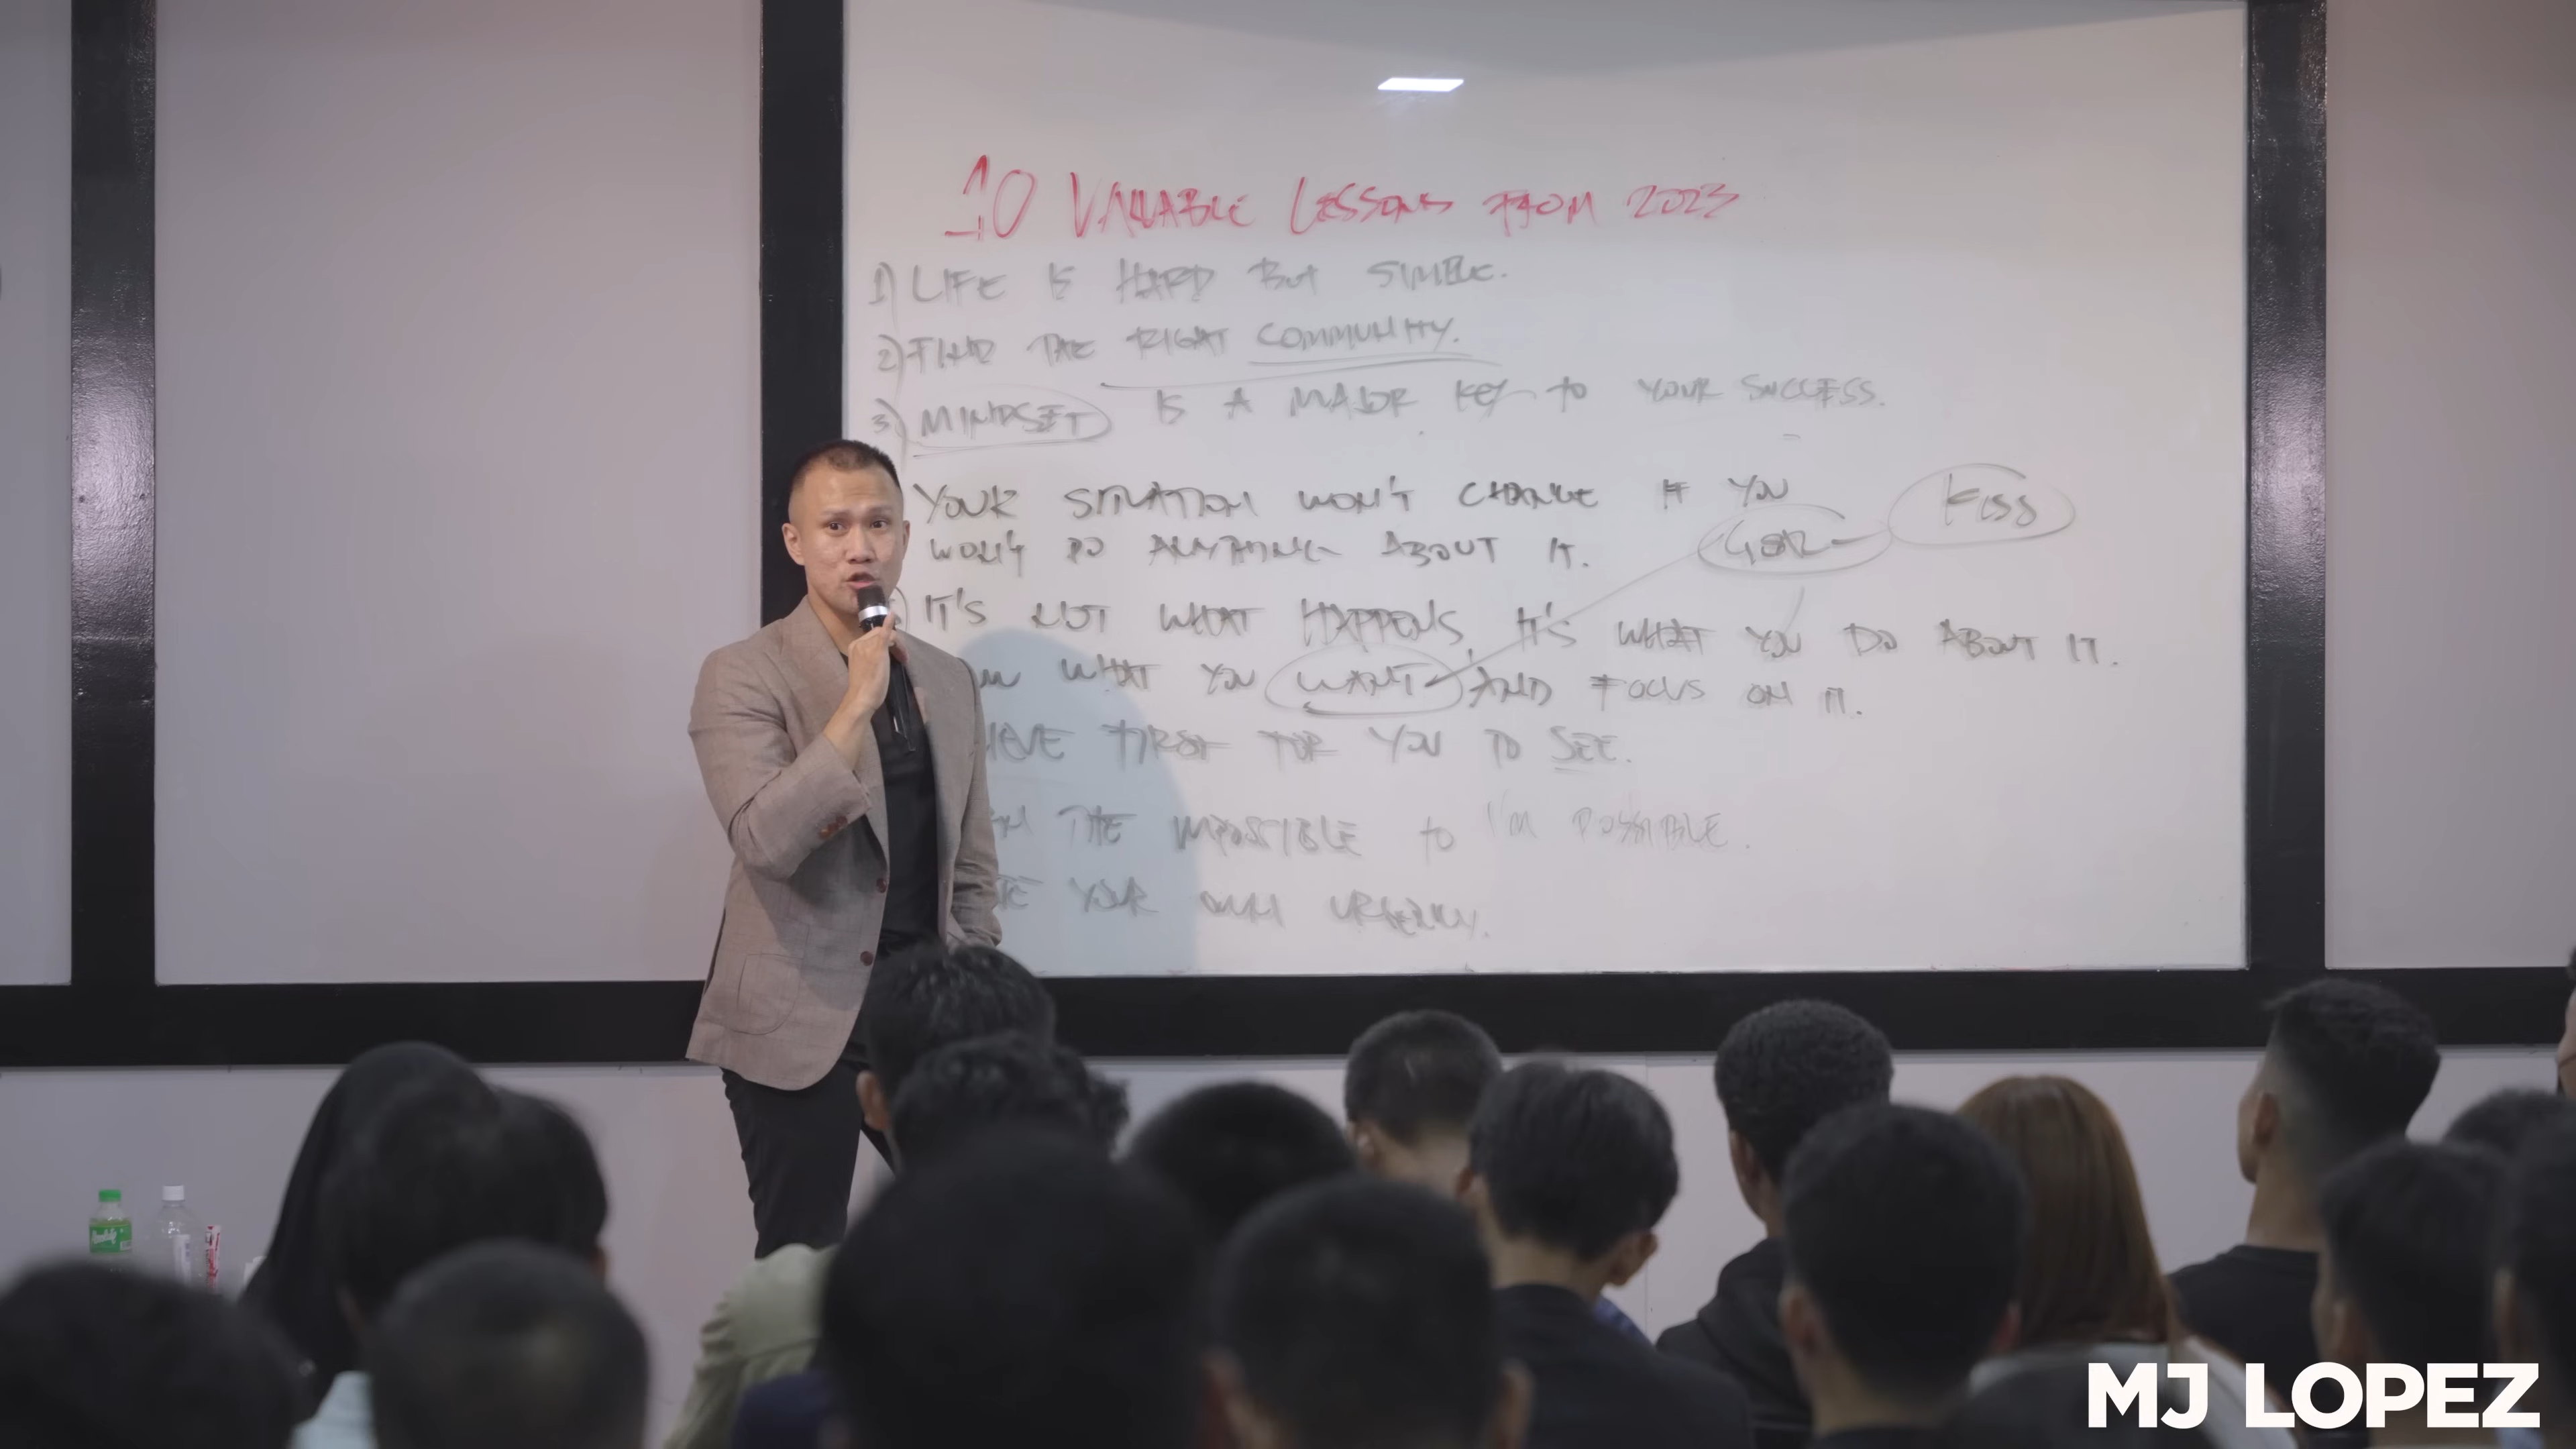 10 VALUABLE LESSONS FROM 2023
1) LIFE IS HARD BUT SIMPLE.
2) FIND THE RIGHT COMMUNITY.
3) MINDSET IS A MAJOR KEY TO YOUR SUCCESS.
YOUR SITUATION WON'T CHANGE IF YOU
KISS
WON'T DO ANYTHING ABOUT IT.
GOAL
IT'S NOT WHAT HAPPENS, IT'S WHAT YOU DO ABOUT IT.
WHAT YOU WANT AND FOCUS ON IT.
FIRST FOR YOU TO SEE.
THE IMPOSSIBLE to I'M POSSIBLE.
YOUR OWN URGENCY.
MJ LOPEZ